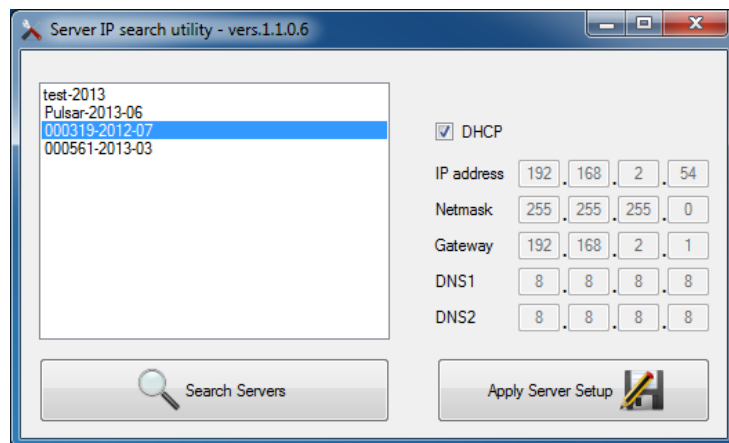 Server IP search utility - vers.1.1.0.6
test-2013
Pulsar-2013-06
000319-2012-07
000561-2013-03
DHCP
IP address 192 . 168 . 2 . 54
Netmask 255 . 255 . 255 . 0
Gateway 192 . 168 . 2 . 1
DNS1 8 . 8 . 8 . 8
DNS2 8 . 8 . 8 . 8
Search Servers
Apply Server Setup